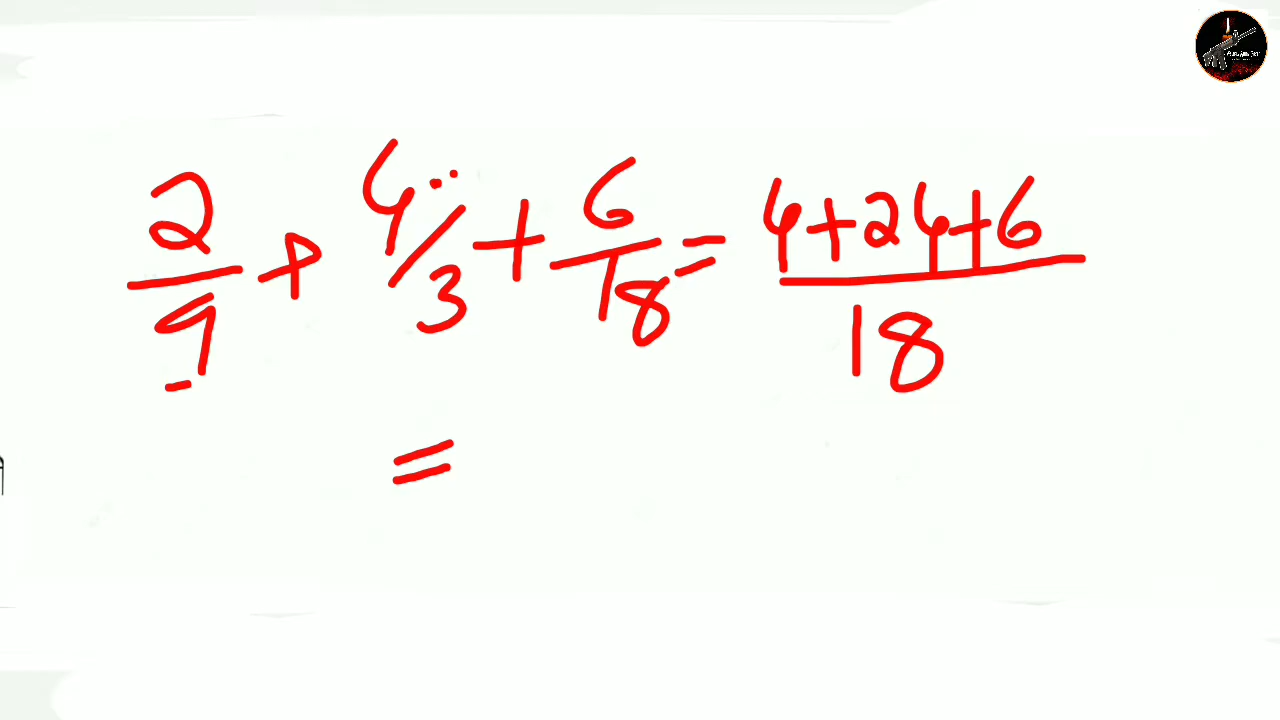 2/9 + 4/3 + 6/18 = 4+24+6/18
=